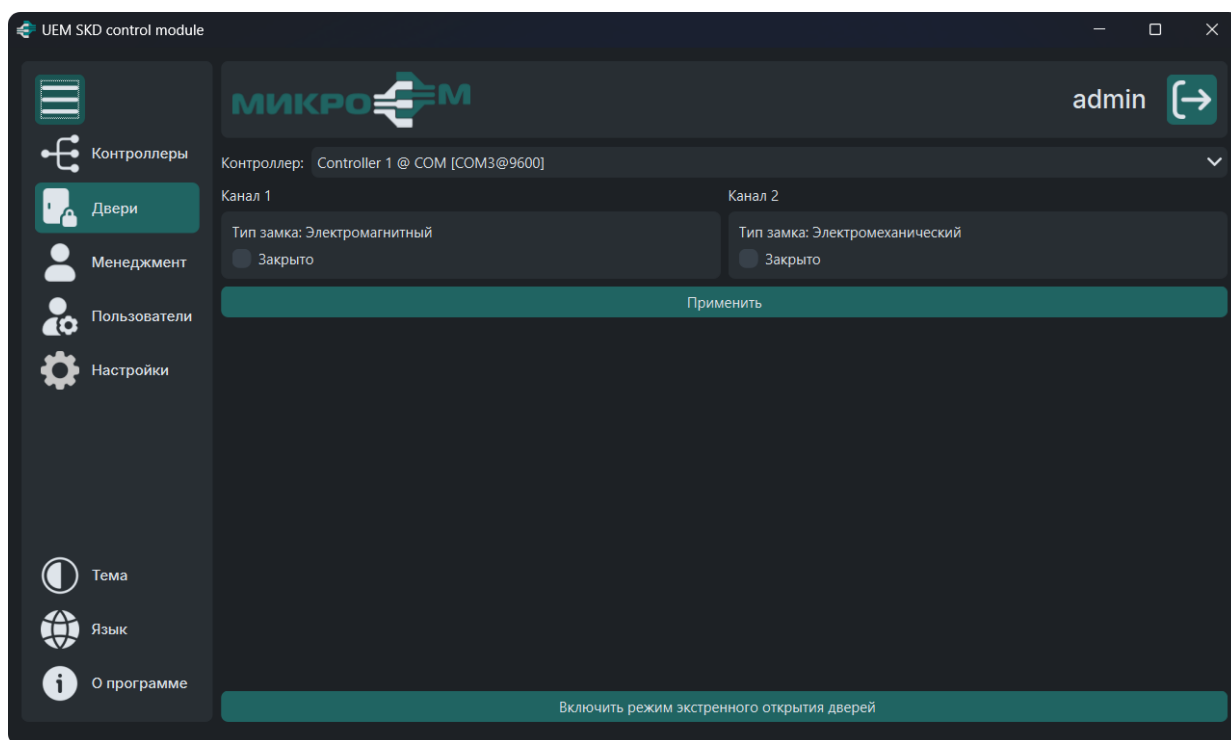 UEM SKD control module
МИКРОЭМ
admin
Контроллеры
Двери
Менеджмент
Пользователи
Настройки
Тема
Язык
О программе
Контроллер: Controller 1 @ COM [COM3@9600]
Канал 1
Тип замка: Электромагнитный
Закрыто
Канал 2
Тип замка: Электромеханический
Закрыто
Применить
Включить режим экстренного открытия дверей